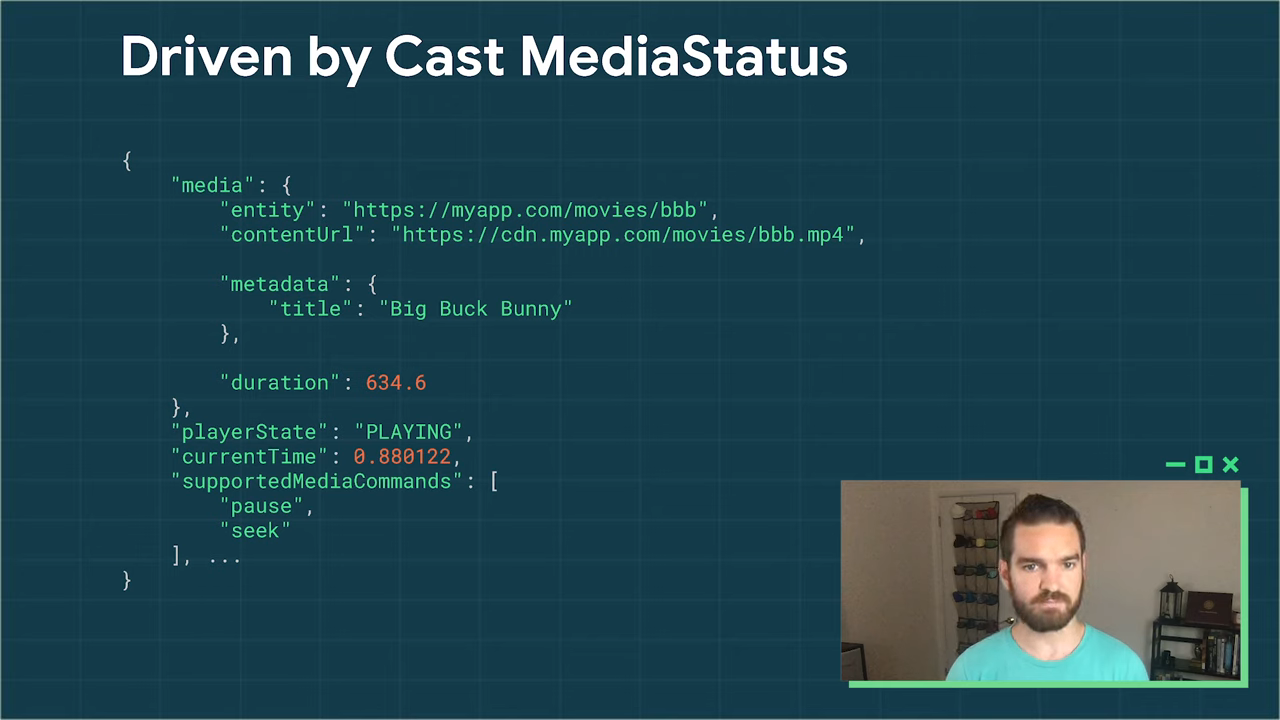 Driven by Cast MediaStatus
{
"media": {
"entity": "https://myapp.com/movies/bbb",
"contentUrl": "https://cdn.myapp.com/movies/bbb.mp4",
"metadata": {
"title": "Big Buck Bunny"
},
"duration": 634.6
},
"playerState": "PLAYING",
"currentTime": 0.880122,
"supportedMediaCommands": [
"pause",
"seek"
], ...
}